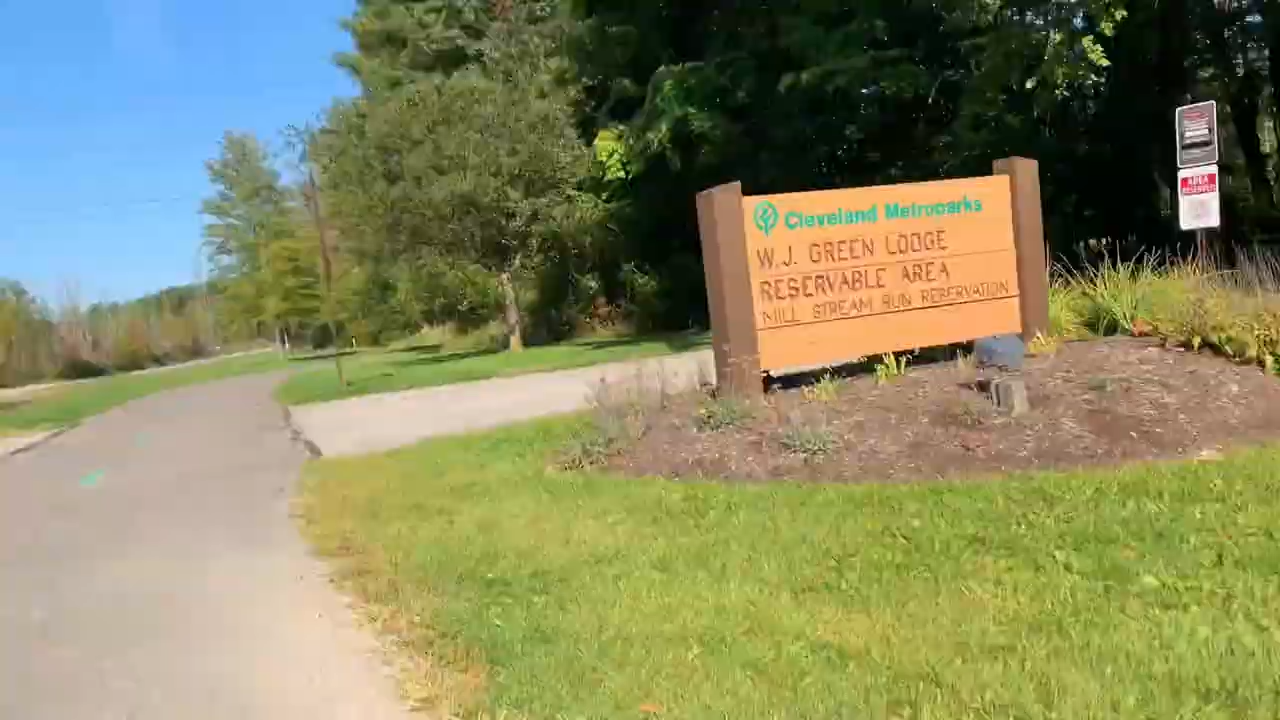 Cleveland Metroparks
W.J. GREEN LODGE
RESERVABLE AREA
MILL STREAM RUN RESERVATION
AREA
RESERVED